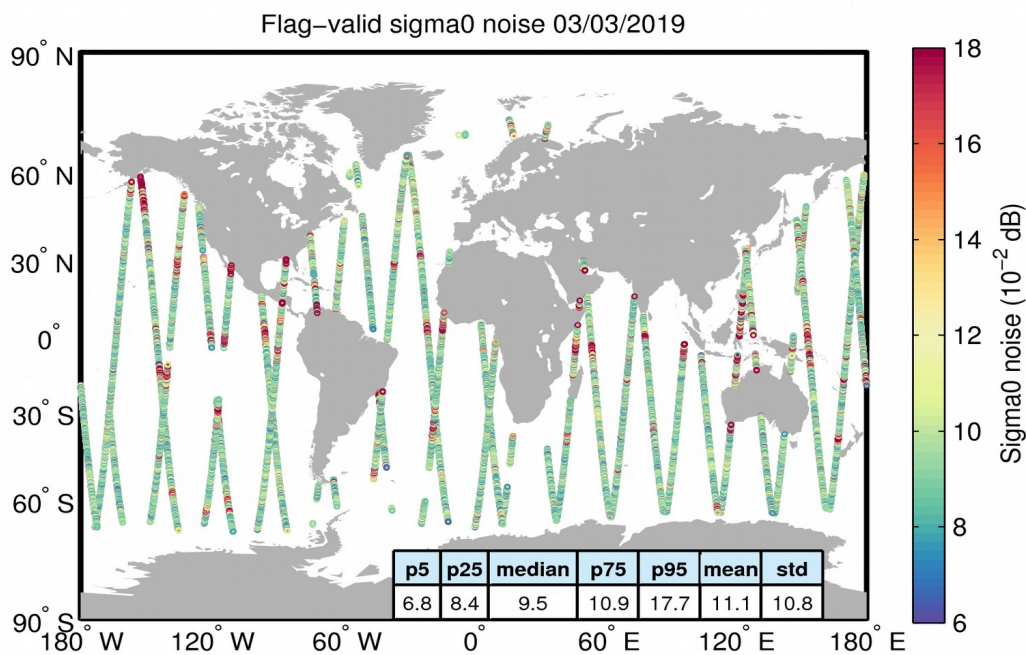 Flag−valid sigma0 noise 03/03/2019
90° N
60° N
30° N
0°
30° S
60° S
90° S
180° W
120° W
60° W
0°
60° E
120° E
180° E
p5 p25 median p75 p95 mean std
6.8 8.4 9.5 10.9 17.7 11.1 10.8
18
16
14
12
10
8
6
Sigma0 noise (10⁻² dB)